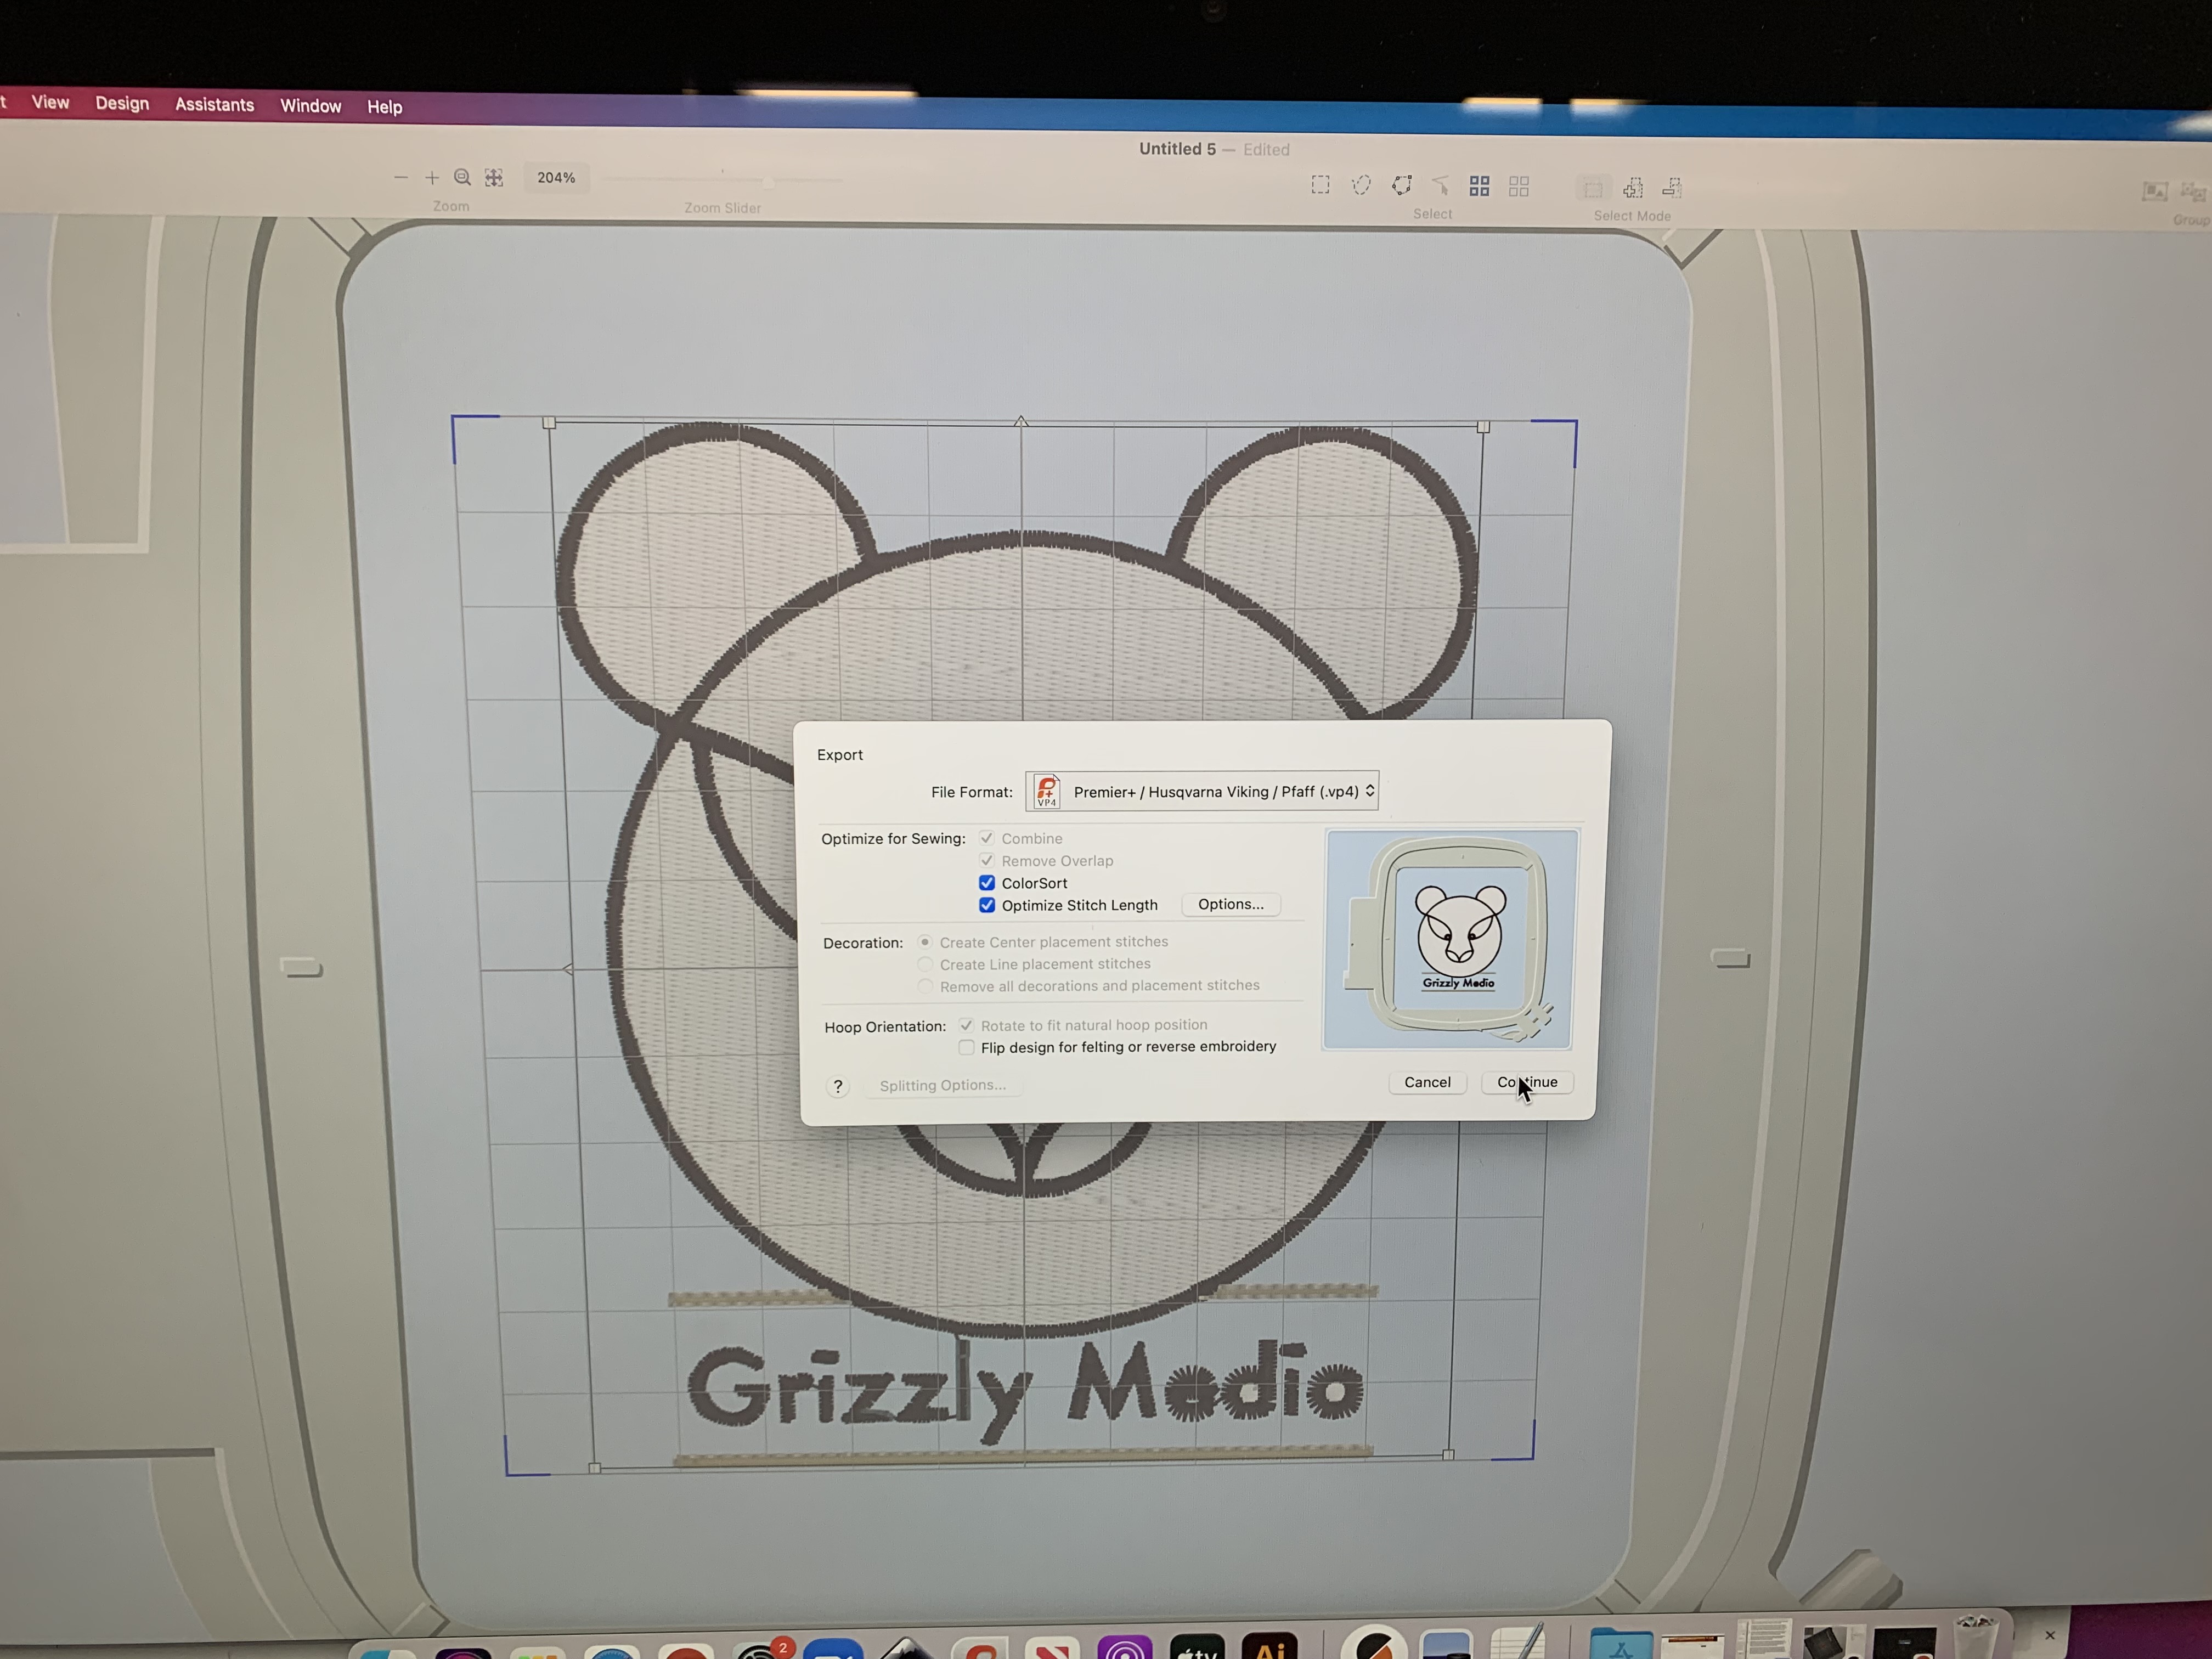 View Design Assistants Window Help
Untitled 5 — Edited
204%
Zoom Zoom Slider Select Select Mode Group
Export
File Format: VP4 Premier+ / Husqvarna Viking / Pfaff (.vp4)
Optimize for Sewing: Combine
Remove Overlap
ColorSort
Optimize Stitch Length Options...
Decoration: Create Center placement stitches
Create Line placement stitches
Remove all decorations and placement stitches
Hoop Orientation: Rotate to fit natural hoop position
Flip design for felting or reverse embroidery
? Splitting Options... Cancel Continue
Grizzly Medio
Grizzly Medio
2
tv Ai